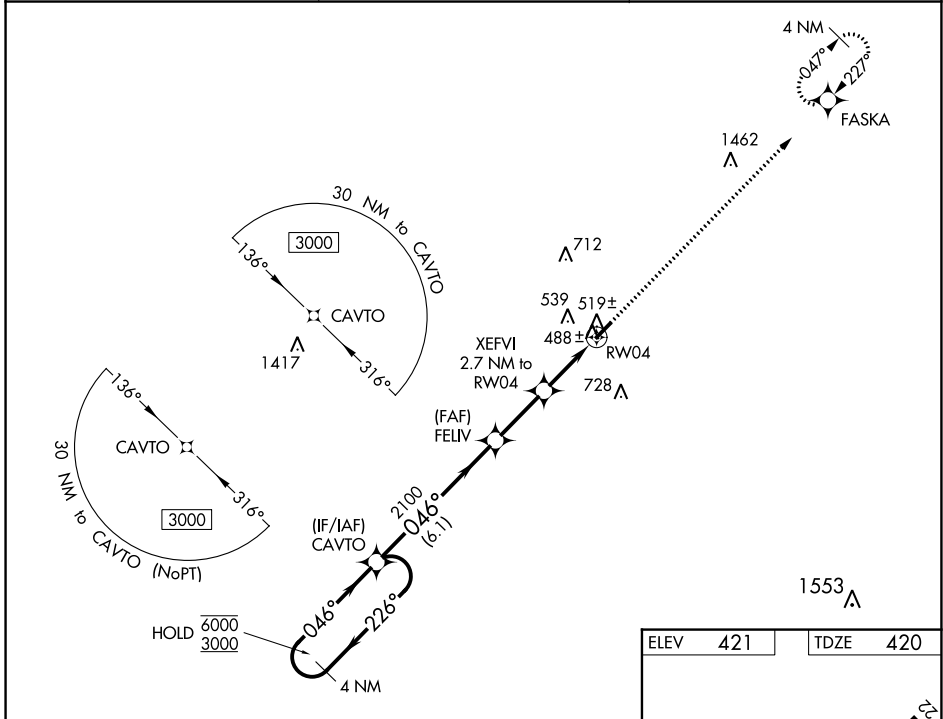 4 NM
047°
227°
FASKA
1462
30 NM to CAVTO
3000
136°
CAVTO
316°
1417
712
539
519±
488±
RW04
XEFVI
2.7 NM to
RW04
728
(FAF)
FELIV
136°
CAVTO
316°
3000
30 NM to CAVTO (NoPT)
2100
046°
(6.1)
(IF/IAF)
CAVTO
046°
226°
HOLD 6000
3000
4 NM
1553
ELEV 421 TDZE 420